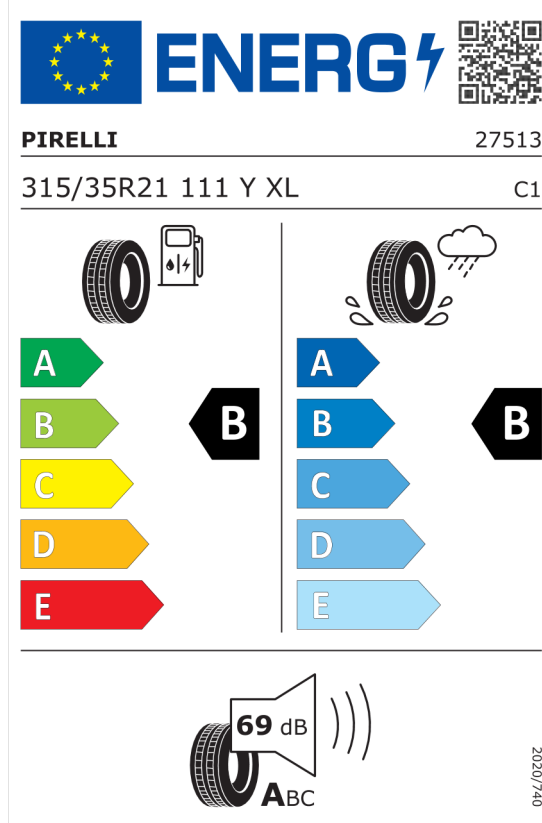 ENERG
PIRELLI 27513
315/35R21 111 Y XL C1
A A
B B B B
C C
D D
E E
69 dB
ABC
2020/740